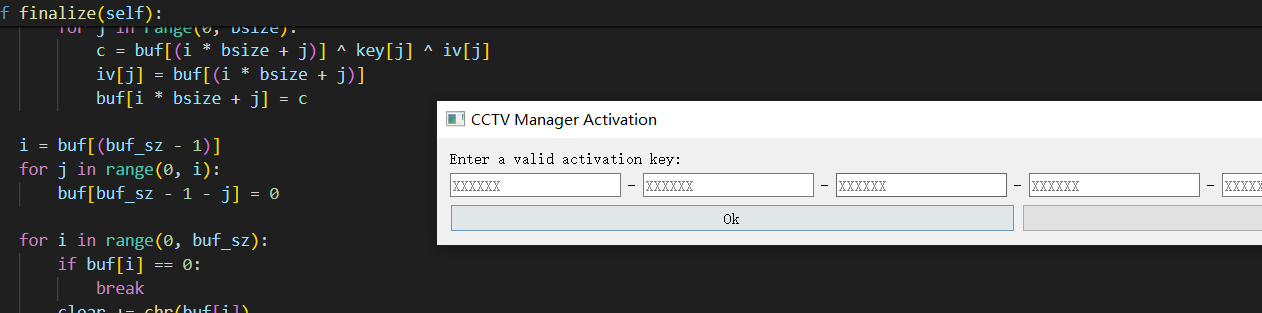 f finalize(self):
for j in range(0, bsize):
c = buf[(i * bsize + j)] ^ key[j] ^ iv[j]
iv[j] = buf[(i * bsize + j)]
buf[i * bsize + j] = c
i = buf[(buf_sz - 1)]
for j in range(0, i):
buf[buf_sz - 1 - j] = 0
for i in range(0, buf_sz):
if buf[i] == 0:
break
clear += chr(buf[i])
CCTV Manager Activation
Enter a valid activation key:
XXXXXX - XXXXXX - XXXXXX - XXXXXX - XXXXX
Ok